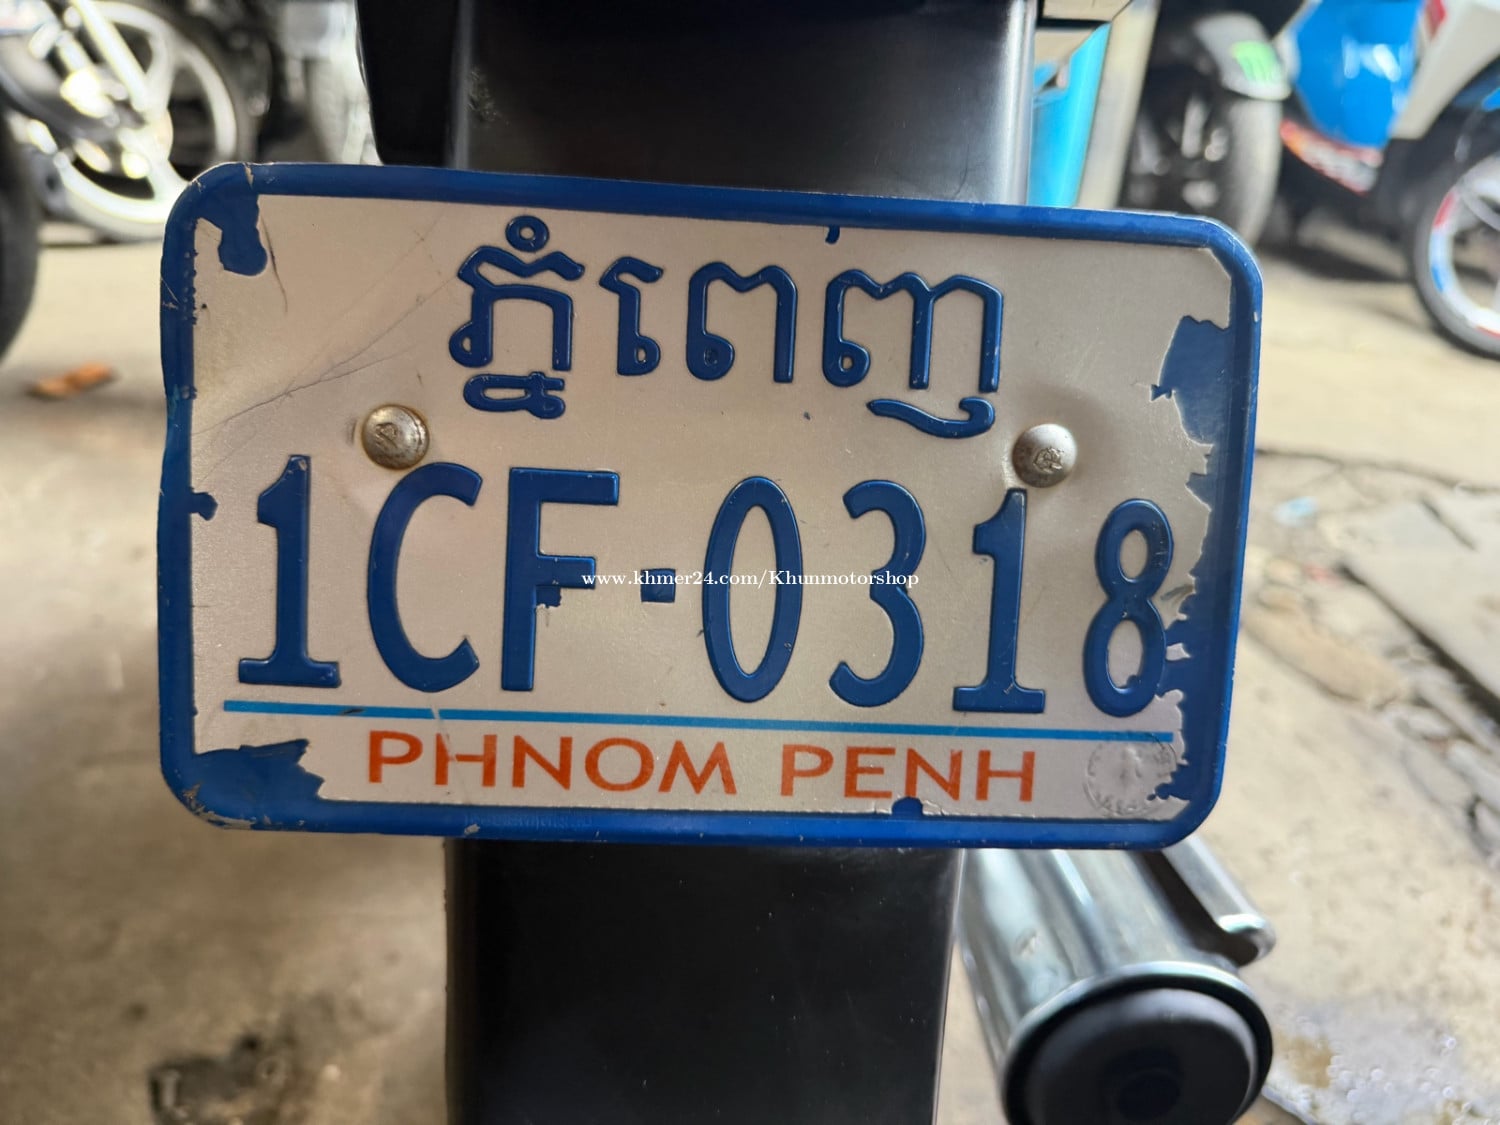 ភ្នំពេញ
1CF-0318
www.khmer24.com/Khunmotorshop
PHNOM PENH